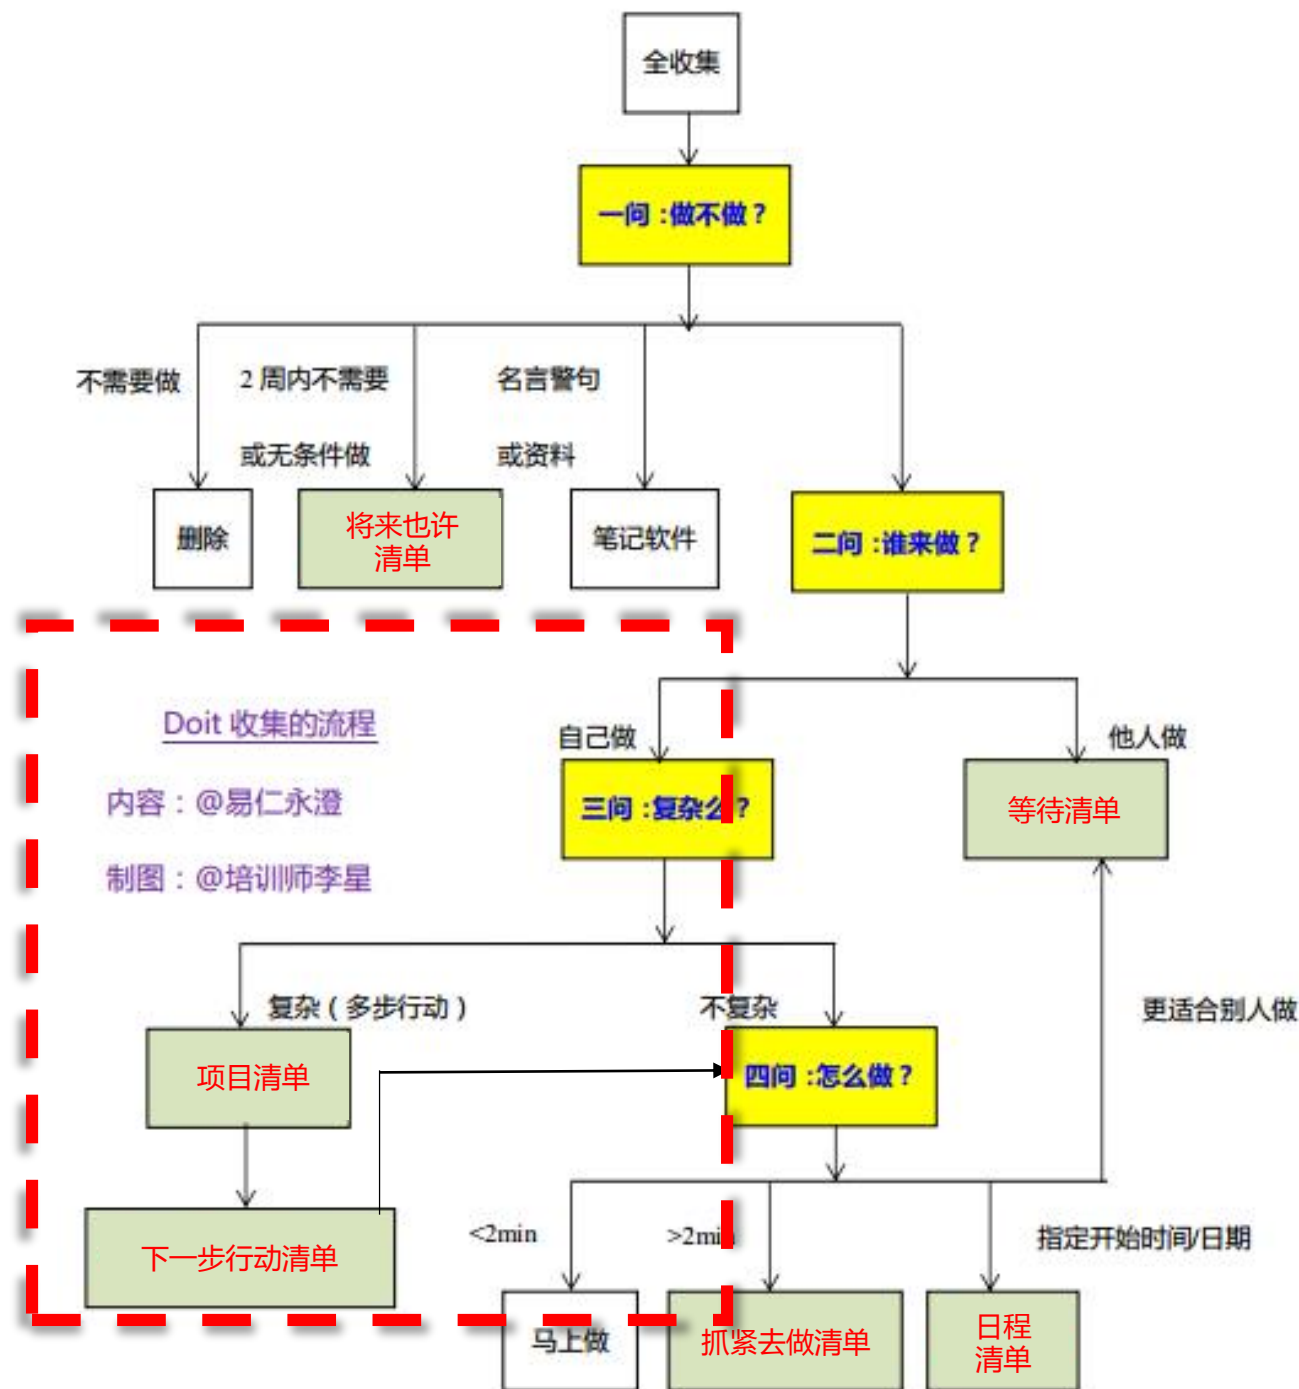 全收集
一问：做不做？
不需要做
2 周内不需要
或无条件做
名言警句
或资料
删除
将来也许
清单
笔记软件
二问：谁来做？
Doit 收集的流程
内容：@易仁永澄
制图：@培训师李星
自己做
他人做
三问：复杂么？
等待清单
复杂（多步行动）
不复杂
更适合别人做
项目清单
四问：怎么做？
下一步行动清单
<2min
>2min
指定开始时间/日期
马上做
抓紧去做清单
日程
清单